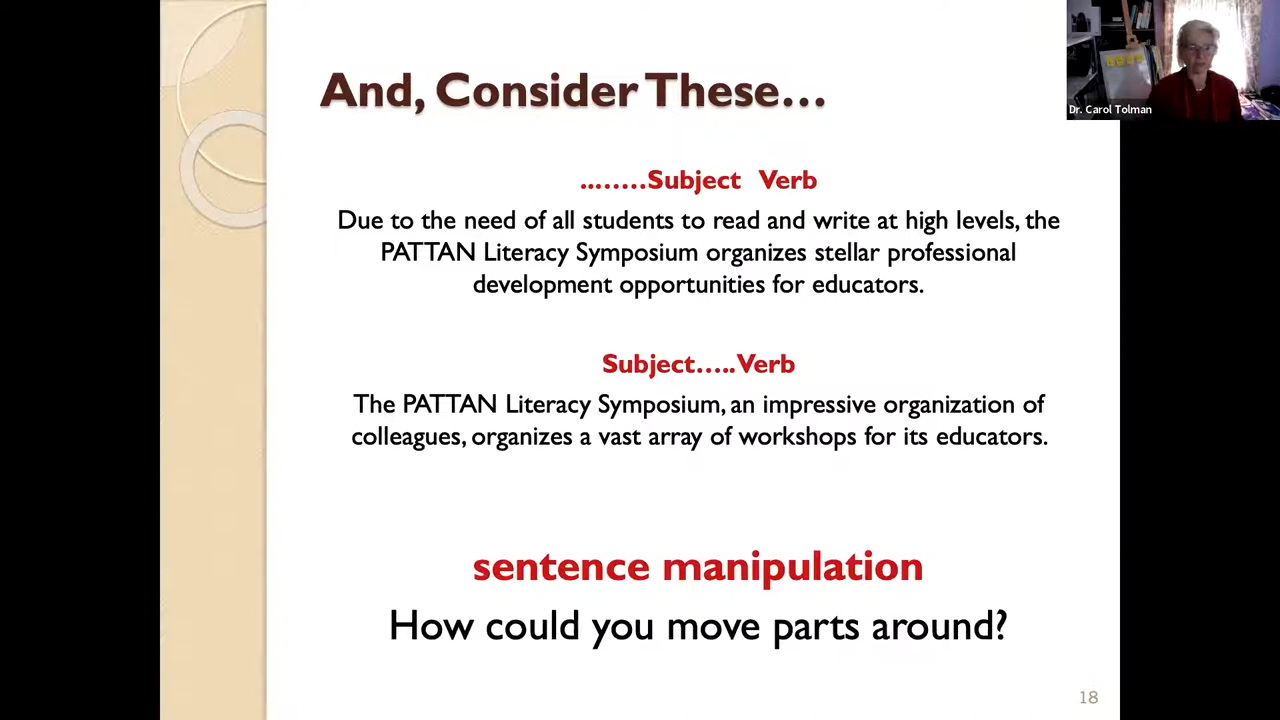 And, Consider These…
Dr. Carol Tolman
..……Subject Verb
Due to the need of all students to read and write at high levels, the
PATTAN Literacy Symposium organizes stellar professional
development opportunities for educators.
Subject…..Verb
The PATTAN Literacy Symposium, an impressive organization of
colleagues, organizes a vast array of workshops for its educators.
sentence manipulation
How could you move parts around?
18